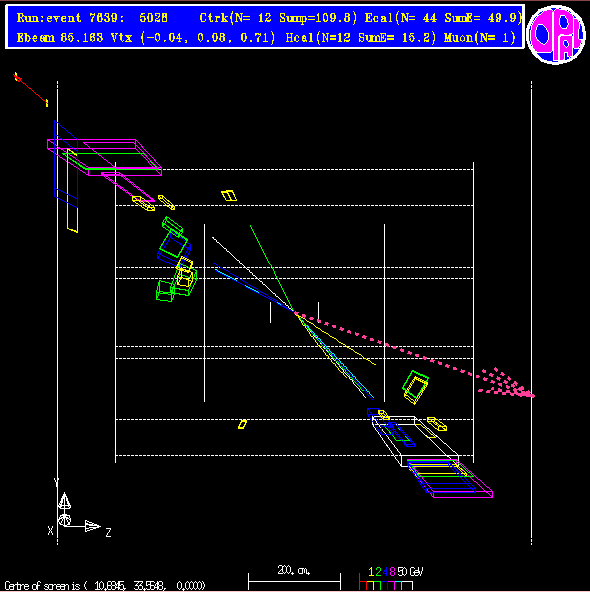 Run:event 7639: 5028 Ctrk(N= 12 Sump=109.8) Ecal(N= 44 SumE= 49.9)
Ebeam 85.163 Vtx (-0.04, 0.08, 0.71) Hcal(N=12 SumE= 15.2) Muon(N= 1)
OPAL
Y
X Z
200. cm.
1 2 4 8 50 GeV
Centre of screen is ( 10.8945, 33.5648, 0.0000)